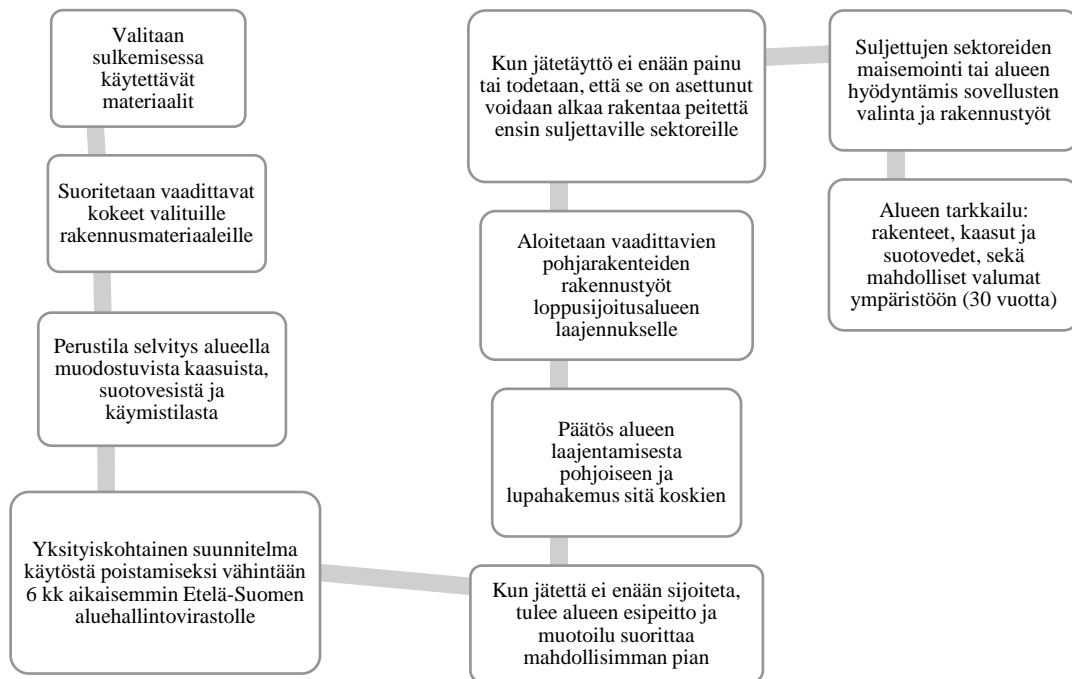 Valitaan
sulkemisessa
käytettävät
materiaalit
Suoritetaan vaadittavat
kokeet valituille
rakennusmateriaaleille
Perustila selvitys alueella
muodostuvista kaasuista,
suotovesistä ja
käymistilasta
Yksityiskohtainen suunnitelma
käytöstä poistamiseksi vähintään
6 kk aikaisemmin Etelä-Suomen
aluehallintovirastolle
Kun jätettä ei enään sijoiteta,
tulee alueen esipeitto ja
muotoilu suorittaa
mahdollisimman pian
Päätös alueen
laajentamisesta
pohjoiseen ja
lupahakemus sitä koskien
Aloitetaan vaadittavien
pohjarakenteiden
rakennustyöt
loppusijoitusalueen
laajennukselle
Kun jätetäyttö ei enään painu
tai todetaan, että se on asettunut
voidaan alkaa rakentaa peitettä
ensin suljettaville sektoreille
Suljettujen sektoreiden
maisemointi tai alueen
hyödyntämis sovellusten
valinta ja rakennustyöt
Alueen tarkkailu:
rakenteet, kaasut ja
suotovedet, sekä
mahdolliset valumat
ympäristöön (30 vuotta)